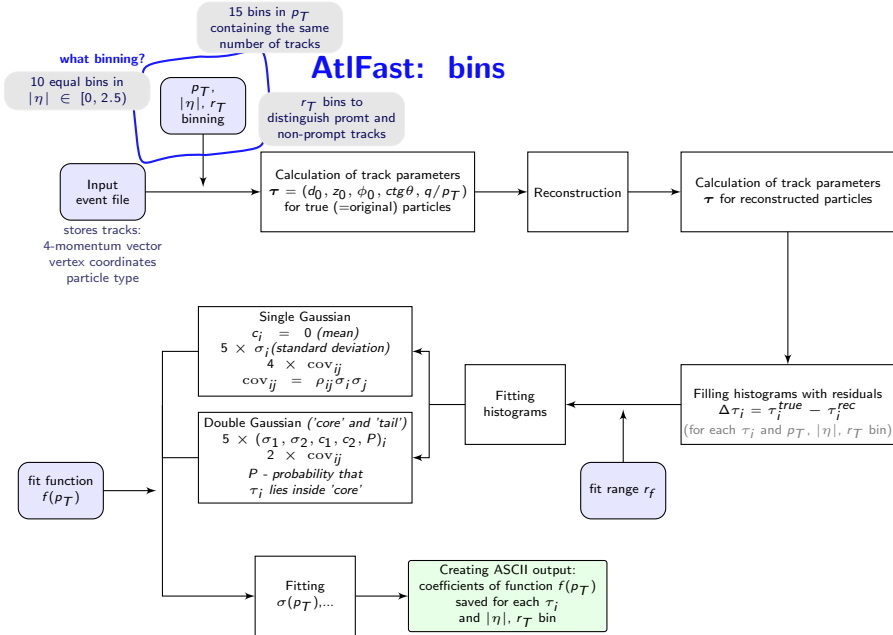 AtlFast: bins
15 bins in p_T
containing the same
number of tracks
what binning?
10 equal bins in
|η| ∈ [0, 2.5)
p_T,
|η|, r_T
binning
r_T bins to
distinguish promt and
non-prompt tracks
Input
event file
stores tracks:
4-momentum vector
vertex coordinates
particle type
Calculation of track parameters
τ = (d_0, z_0, ϕ_0, ctgθ, q/p_T)
for true (=original) particles
Reconstruction
Calculation of track parameters
τ for reconstructed particles
Filling histograms with residuals
Δτ_i = τ_i^true − τ_i^rec
(for each τ_i and p_T, |η|, r_T bin)
fit range r_f
Fitting
histograms
Single Gaussian
c_i = 0 (mean)
5 × σ_i (standard deviation)
4 × cov_ij
cov_ij = ρ_ij σ_i σ_j
Double Gaussian ('core' and 'tail')
5 × (σ_1, σ_2, c_1, c_2, P)_i
2 × cov_ij
P - probability that
τ_i lies inside 'core'
fit function
f(p_T)
Fitting
σ(p_T),...
Creating ASCII output:
coefficients of function f(p_T)
saved for each τ_i
and |η|, r_T bin